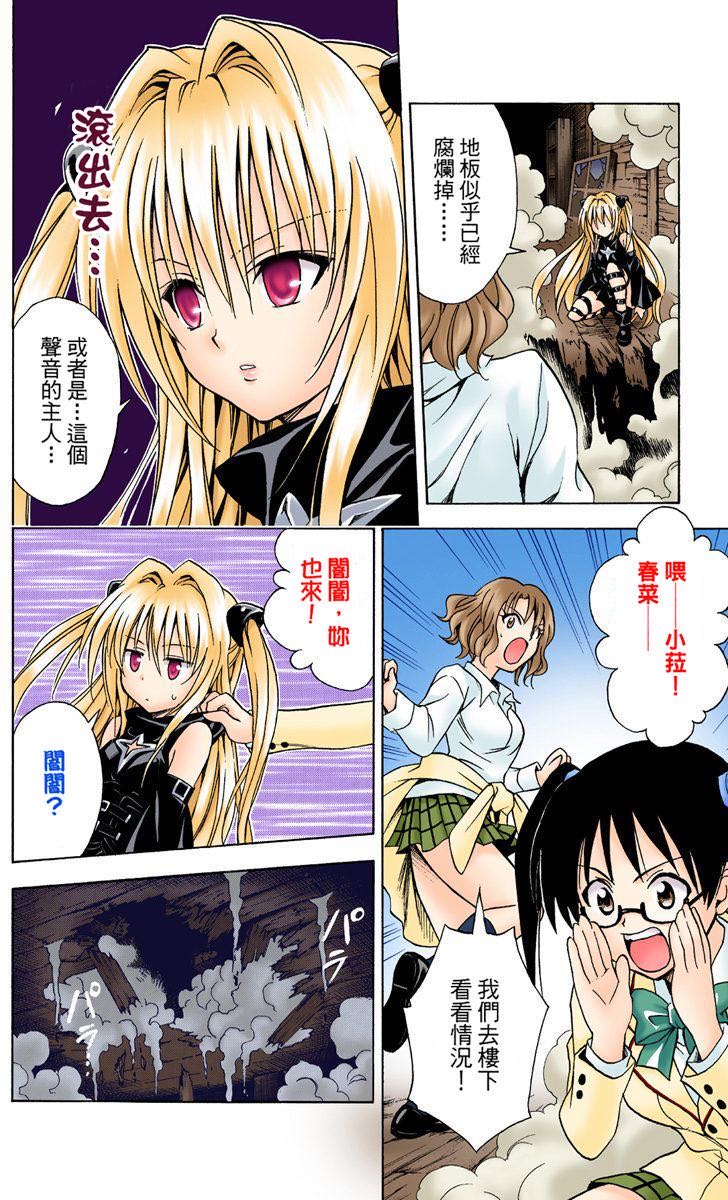 地板似乎已經
腐爛掉……
滾出去…
或者是…這個
聲音的主人…
喂——小菈！
春菜——
我們去樓下
看看情況！
闇闇，妳
也來！
闇闇？
パラ
パラ…